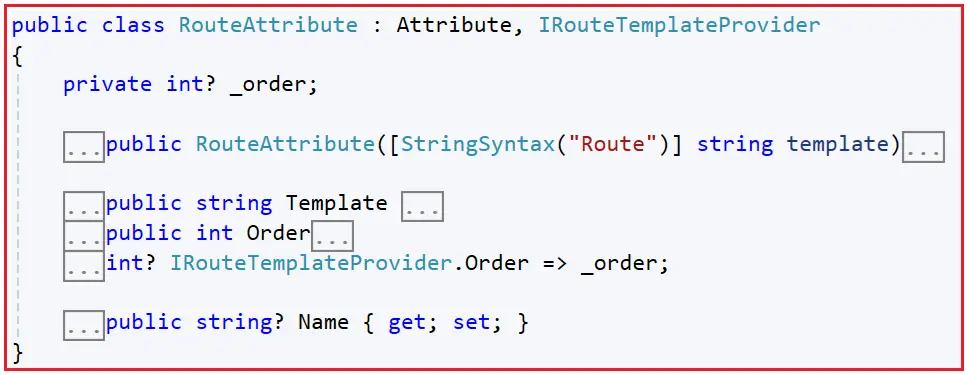 public class RouteAttribute : Attribute, IRouteTemplateProvider
{
private int? _order;
...public RouteAttribute([StringSyntax("Route")] string template)...
...public string Template ...
...public int Order...
...int? IRouteTemplateProvider.Order => _order;
...public string? Name { get; set; }
}